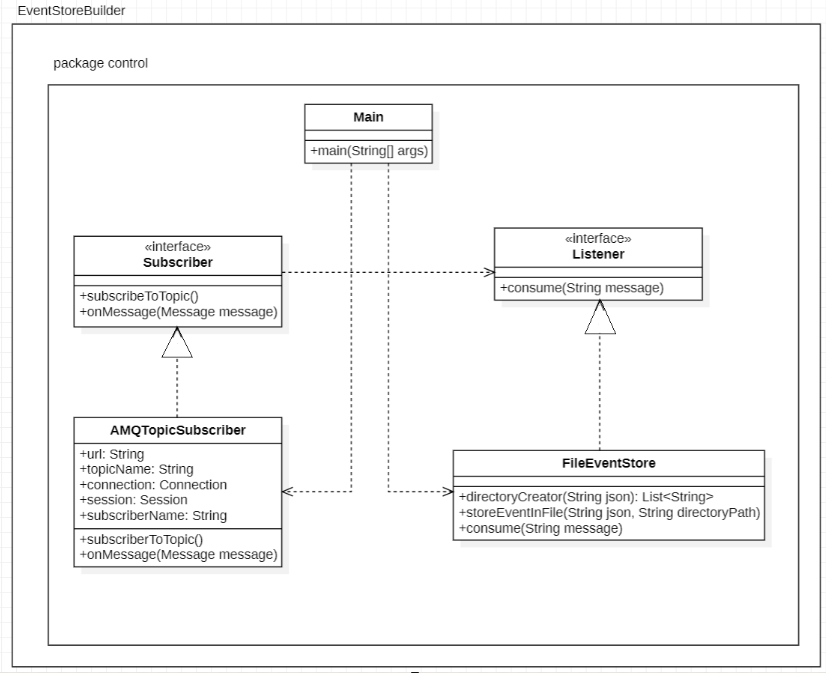 EventStoreBuilder
package control
Main
+main(String[] args)
«interface»
Subscriber
+subscribeToTopic()
+onMessage(Message message)
«interface»
Listener
+consume(String message)
AMQTopicSubscriber
+url: String
+topicName: String
+connection: Connection
+session: Session
+subscriberName: String
+subscriberToTopic()
+onMessage(Message message)
FileEventStore
+directoryCreator(String json): List<String>
+storeEventInFile(String json, String directoryPath)
+consume(String message)